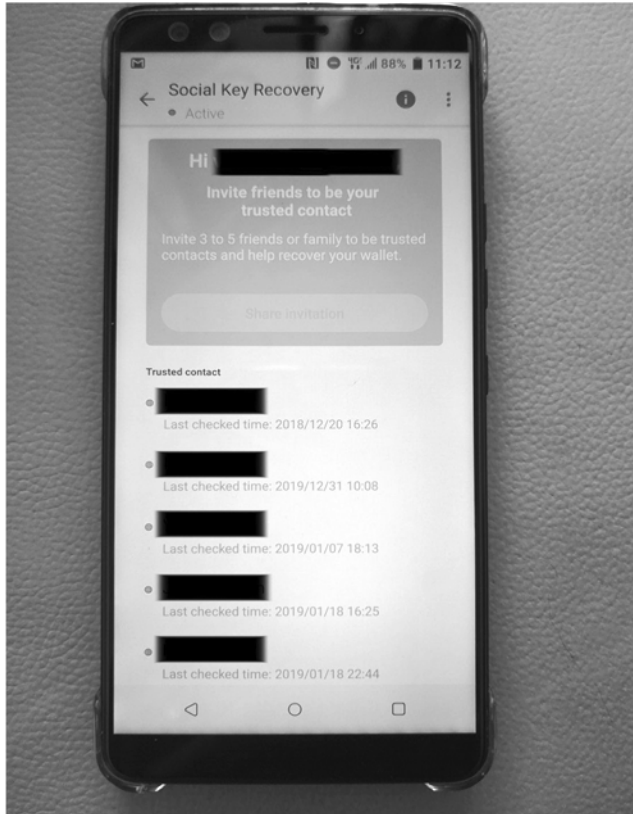 88% 11:12
Social Key Recovery
Active
Hi
Invite friends to be your
trusted contact
Invite 3 to 5 friends or family to be trusted
contacts and help recover your wallet.
Share invitation
Trusted contact
Last checked time: 2018/12/20 16:26
Last checked time: 2019/12/31 10:08
Last checked time: 2019/01/07 18:13
Last checked time: 2019/01/18 16:25
Last checked time: 2019/01/18 22:44